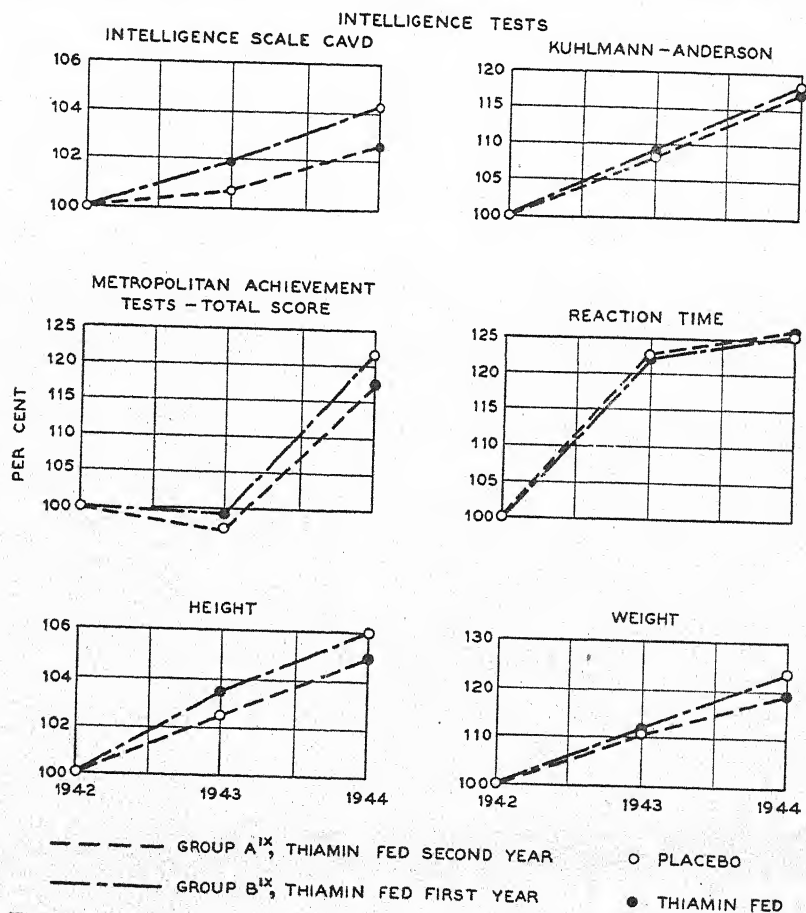 INTELLIGENCE TESTS
INTELLIGENCE SCALE CAVD
106
104
102
100
KUHLMANN-ANDERSON
120
115
110
105
100
METROPOLITAN ACHIEVEMENT
TESTS-TOTAL SCORE
125
120
115
110
105
100
PER CENT
REACTION TIME
125
120
115
110
105
100
HEIGHT
106
104
102
100
1942 1943 1944
WEIGHT
130
120
110
100
1942 1943 1944
GROUP A^IX, THIAMIN FED SECOND YEAR
GROUP B^IX, THIAMIN FED FIRST YEAR
PLACEBO
THIAMIN FED